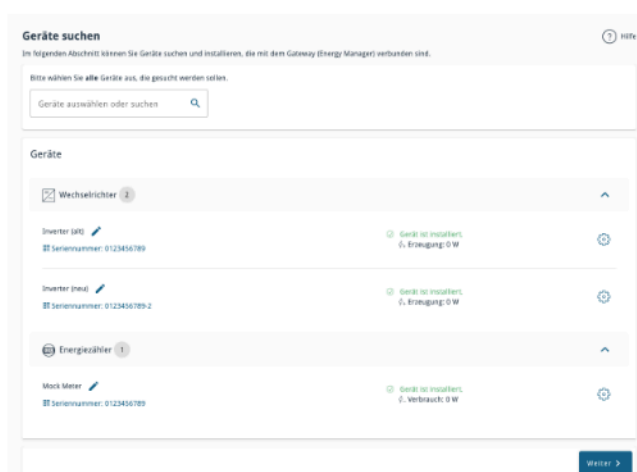 Geräte suchen
? Hilfe
Im folgenden Abschnitt können Sie Geräte suchen und installieren, die mit dem Gateway (Energy Manager) verbunden sind.
Bitte wählen Sie alle Geräte aus, die gesucht werden sollen.
Geräte auswählen oder suchen
Geräte
Wechselrichter 2
Inverter (alt)
Gerät ist installiert.
Erzeugung: 0 W
Seriennummer: 0123456789
Inverter (neu)
Gerät ist installiert.
Erzeugung: 0 W
Seriennummer: 0123456789-2
Energiezähler 1
Mock Meter
Gerät ist installiert.
Verbrauch: 0 W
Seriennummer: 0123456789
Weiter >